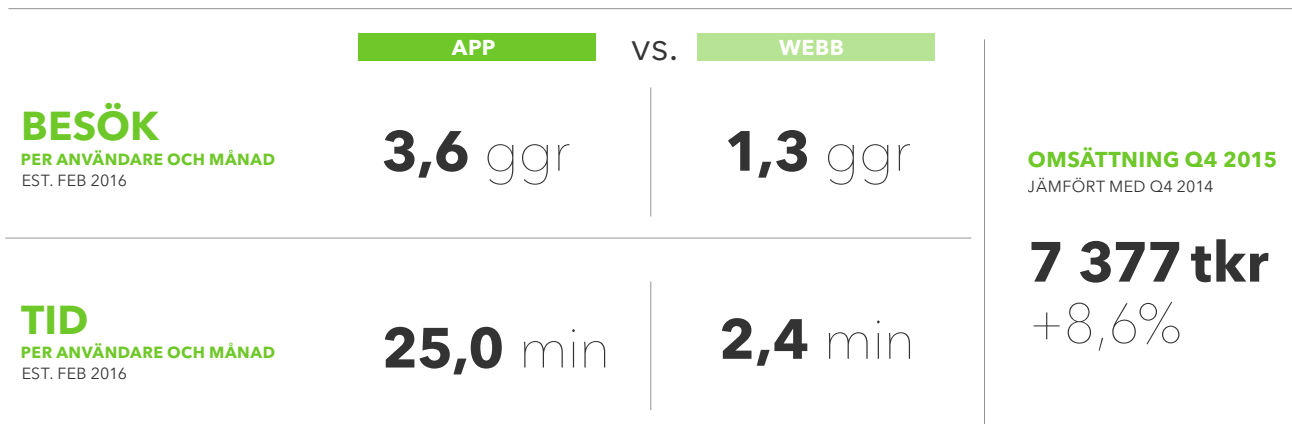 APP vs. WEBB
BESÖK
PER ANVÄNDARE OCH MÅNAD
EST. FEB 2016
3,6 ggr
1,3 ggr
TID
PER ANVÄNDARE OCH MÅNAD
EST. FEB 2016
25,0 min
2,4 min
OMSÄTTNING Q4 2015
JÄMFÖRT MED Q4 2014
7 377 tkr
+8,6%